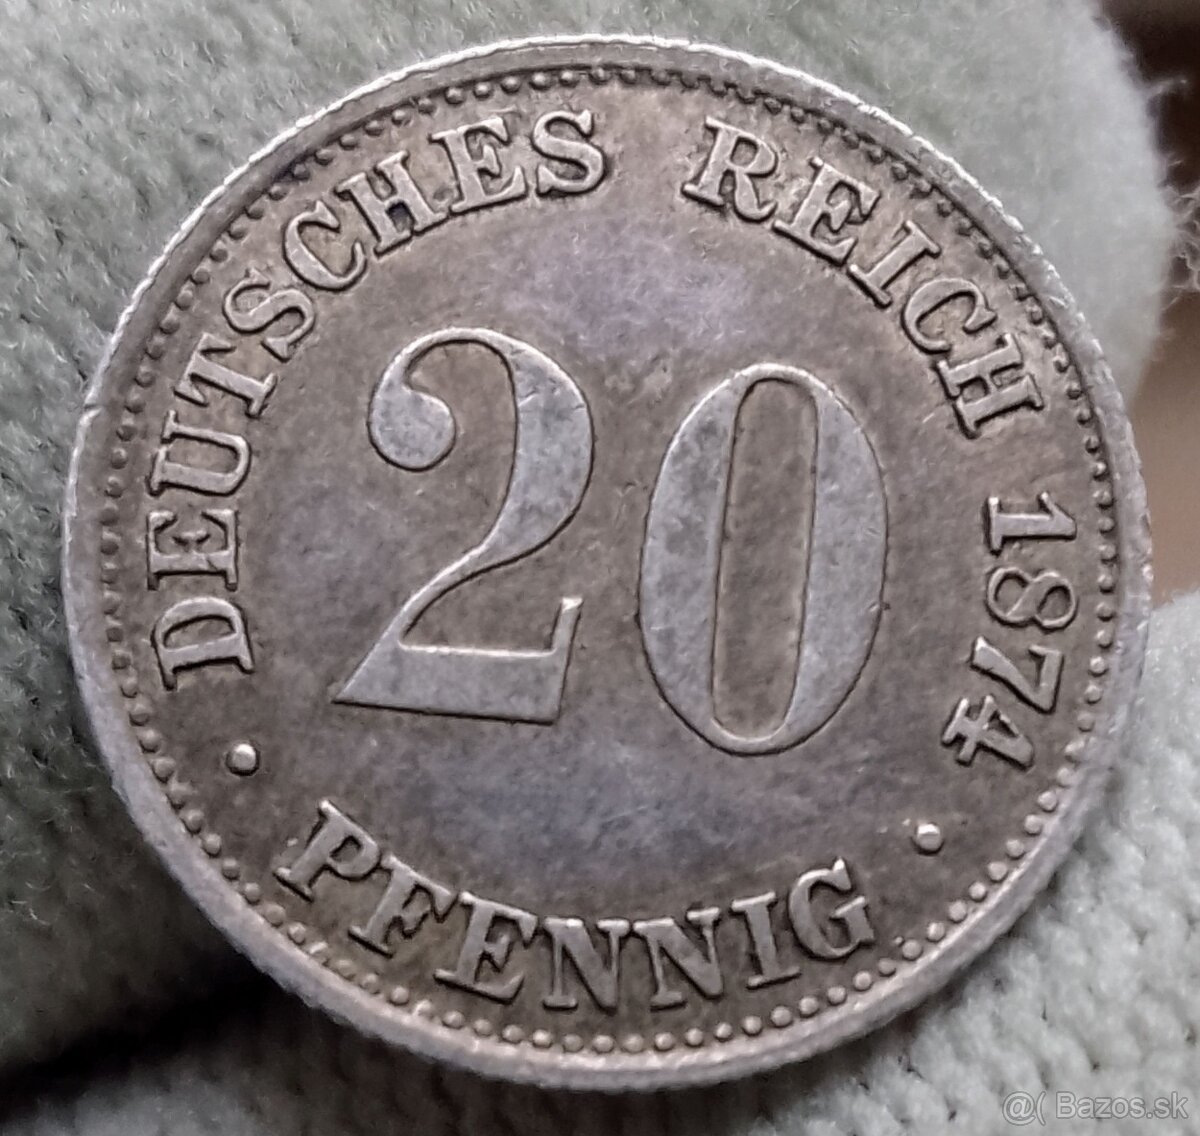 DEUTSCHES REICH 1874
20
· PFENNIG ·
@( Bazos.sk